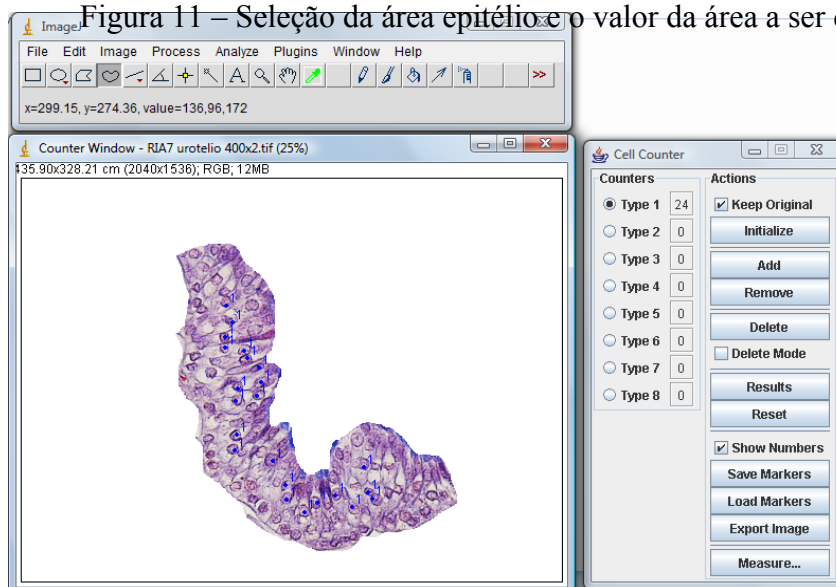 Figura 11 – Seleção da área epitélio e o valor da área a ser
ImageJ
File Edit Image Process Analyze Plugins Window Help
A >>
x=299.15, y=274.36, value=136,96,172
Counter Window - RIA7 urotelio 400x2.tif (25%)
435.90x328.21 cm (2040x1536); RGB; 12MB
Cell Counter
Counters
Type 1 24
Type 2 0
Type 3 0
Type 4 0
Type 5 0
Type 6 0
Type 7 0
Type 8 0
Actions
Keep Original
Initialize
Add
Remove
Delete
Delete Mode
Results
Reset
Show Numbers
Save Markers
Load Markers
Export Image
Measure...